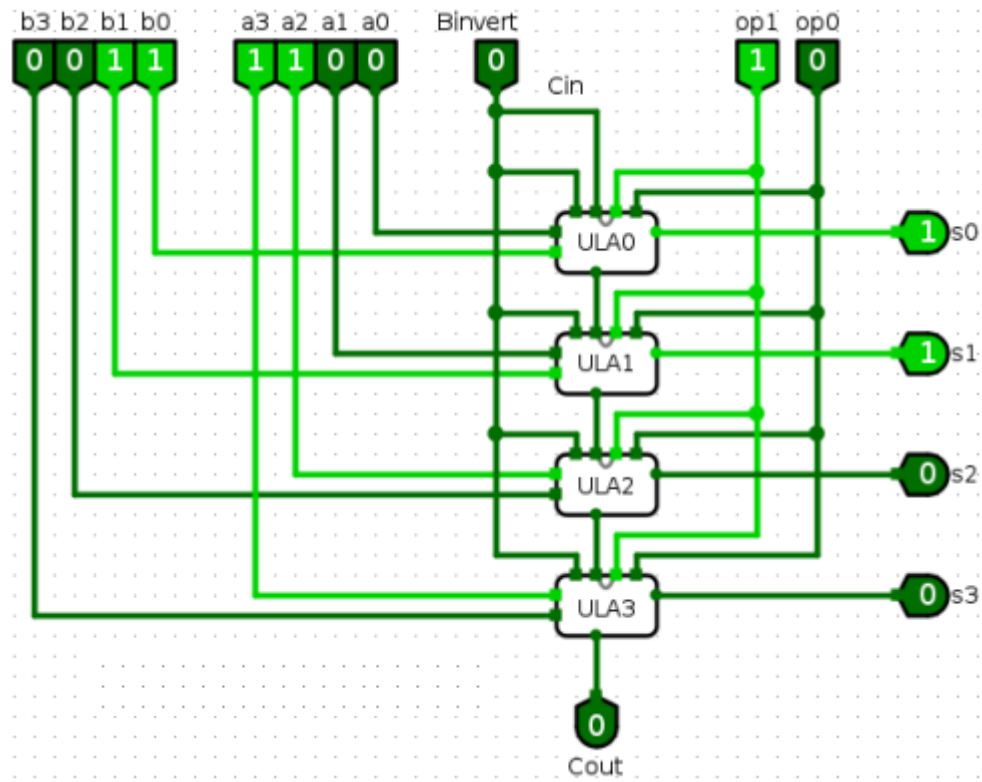 b3 b2 b1 b0 a3 a2 a1 a0 Binvert op1 op0
0 0 1 1 1 1 0 0 0 1 0
Cin
ULA0 1 s0
ULA1 1 s1
ULA2 0 s2
ULA3 0 s3
0
Cout